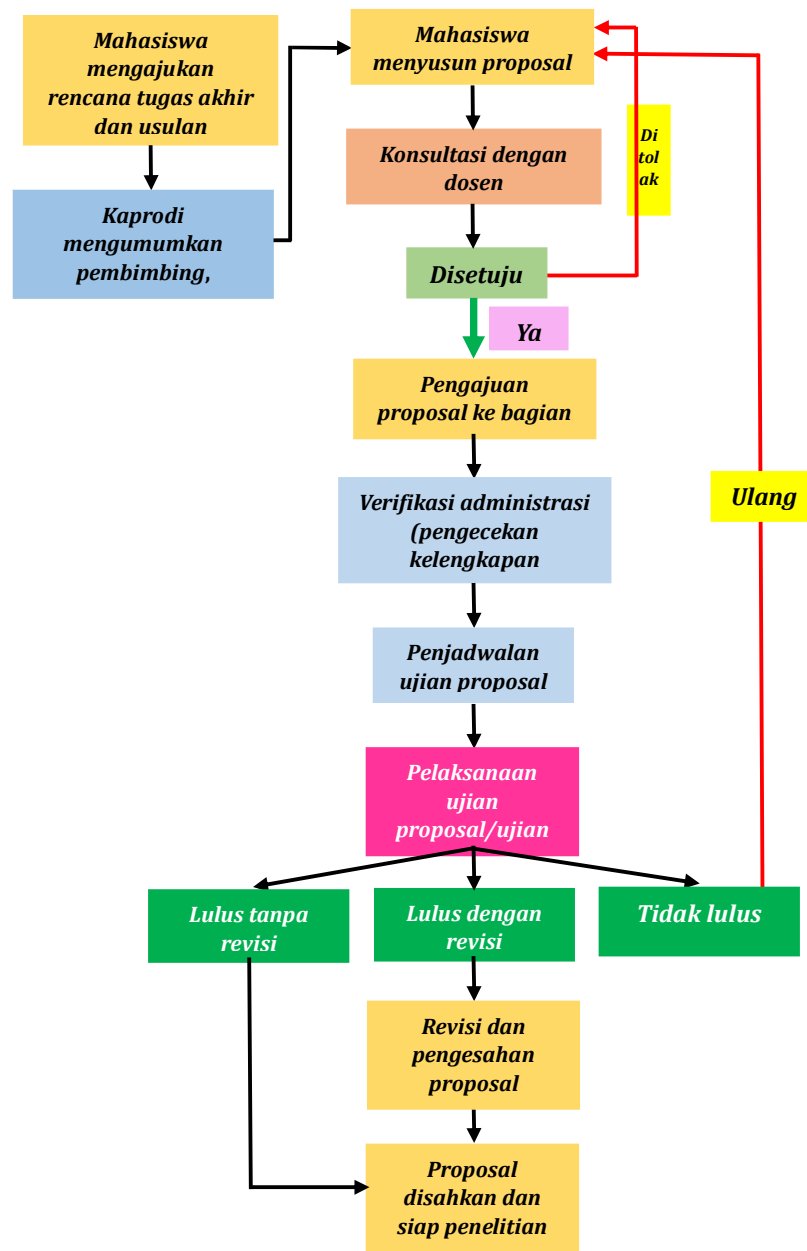 Mahasiswa
mengajukan
rencana tugas akhir
dan usulan
Kaprodi
mengumumkan
pembimbing,
Mahasiswa
menyusun proposal
Konsultasi dengan
dosen
Di
tol
ak
Disetuju
Ya
Pengajuan
proposal ke bagian
Verifikasi administrasi
(pengecekan
kelengkapan
Ulang
Penjadwalan
ujian proposal
Pelaksanaan
ujian
proposal/ujian
Lulus tanpa
revisi
Lulus dengan
revisi
Tidak lulus
Revisi dan
pengesahan
proposal
Proposal
disahkan dan
siap penelitian